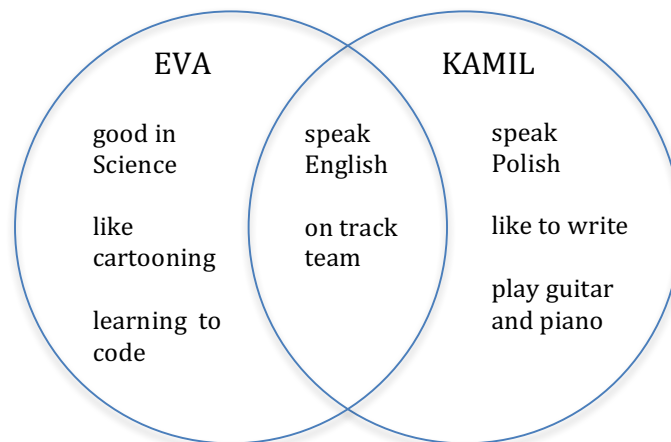 EVA
good in
Science
like
cartooning
learning to
code
speak
English
on track
team
KAMIL
speak
Polish
like to write
play guitar
and piano